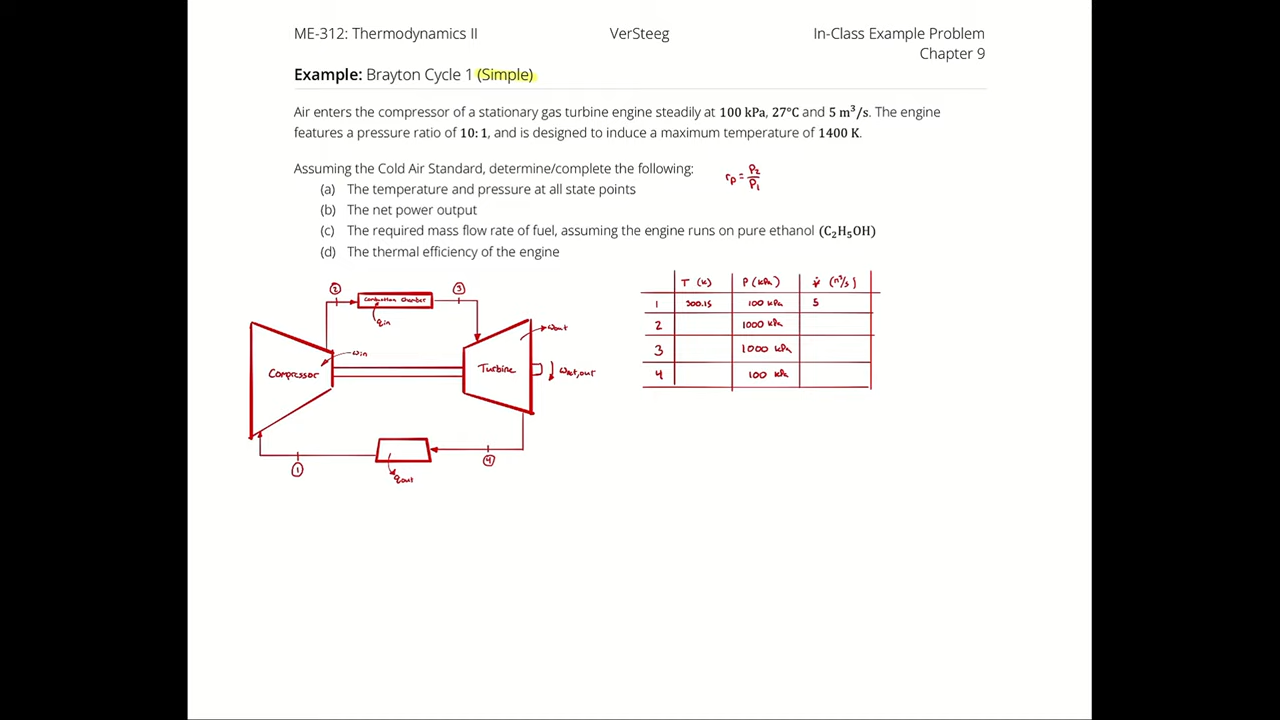 ME-312: Thermodynamics II VerSteeg In-Class Example Problem
Chapter 9
Example: Brayton Cycle 1 (Simple)
Air enters the compressor of a stationary gas turbine engine steadily at 100 kPa, 27°C and 5 m³/s. The engine
features a pressure ratio of 10:1, and is designed to induce a maximum temperature of 1400 K.
Assuming the Cold Air Standard, determine/complete the following:
(a) The temperature and pressure at all state points
(b) The net power output
(c) The required mass flow rate of fuel, assuming the engine runs on pure ethanol (C₂H₅OH)
(d) The thermal efficiency of the engine
rp = P2/P1
2 Combustion Chamber 3
qin
wout
win
Compressor
Turbine
wnet,out
1
4
qout
T (K) P (kPa) V̇ (m³/s)
1 300.15 100 kPa 5
2 1000 kPa
3 1000 kPa
4 100 kPa